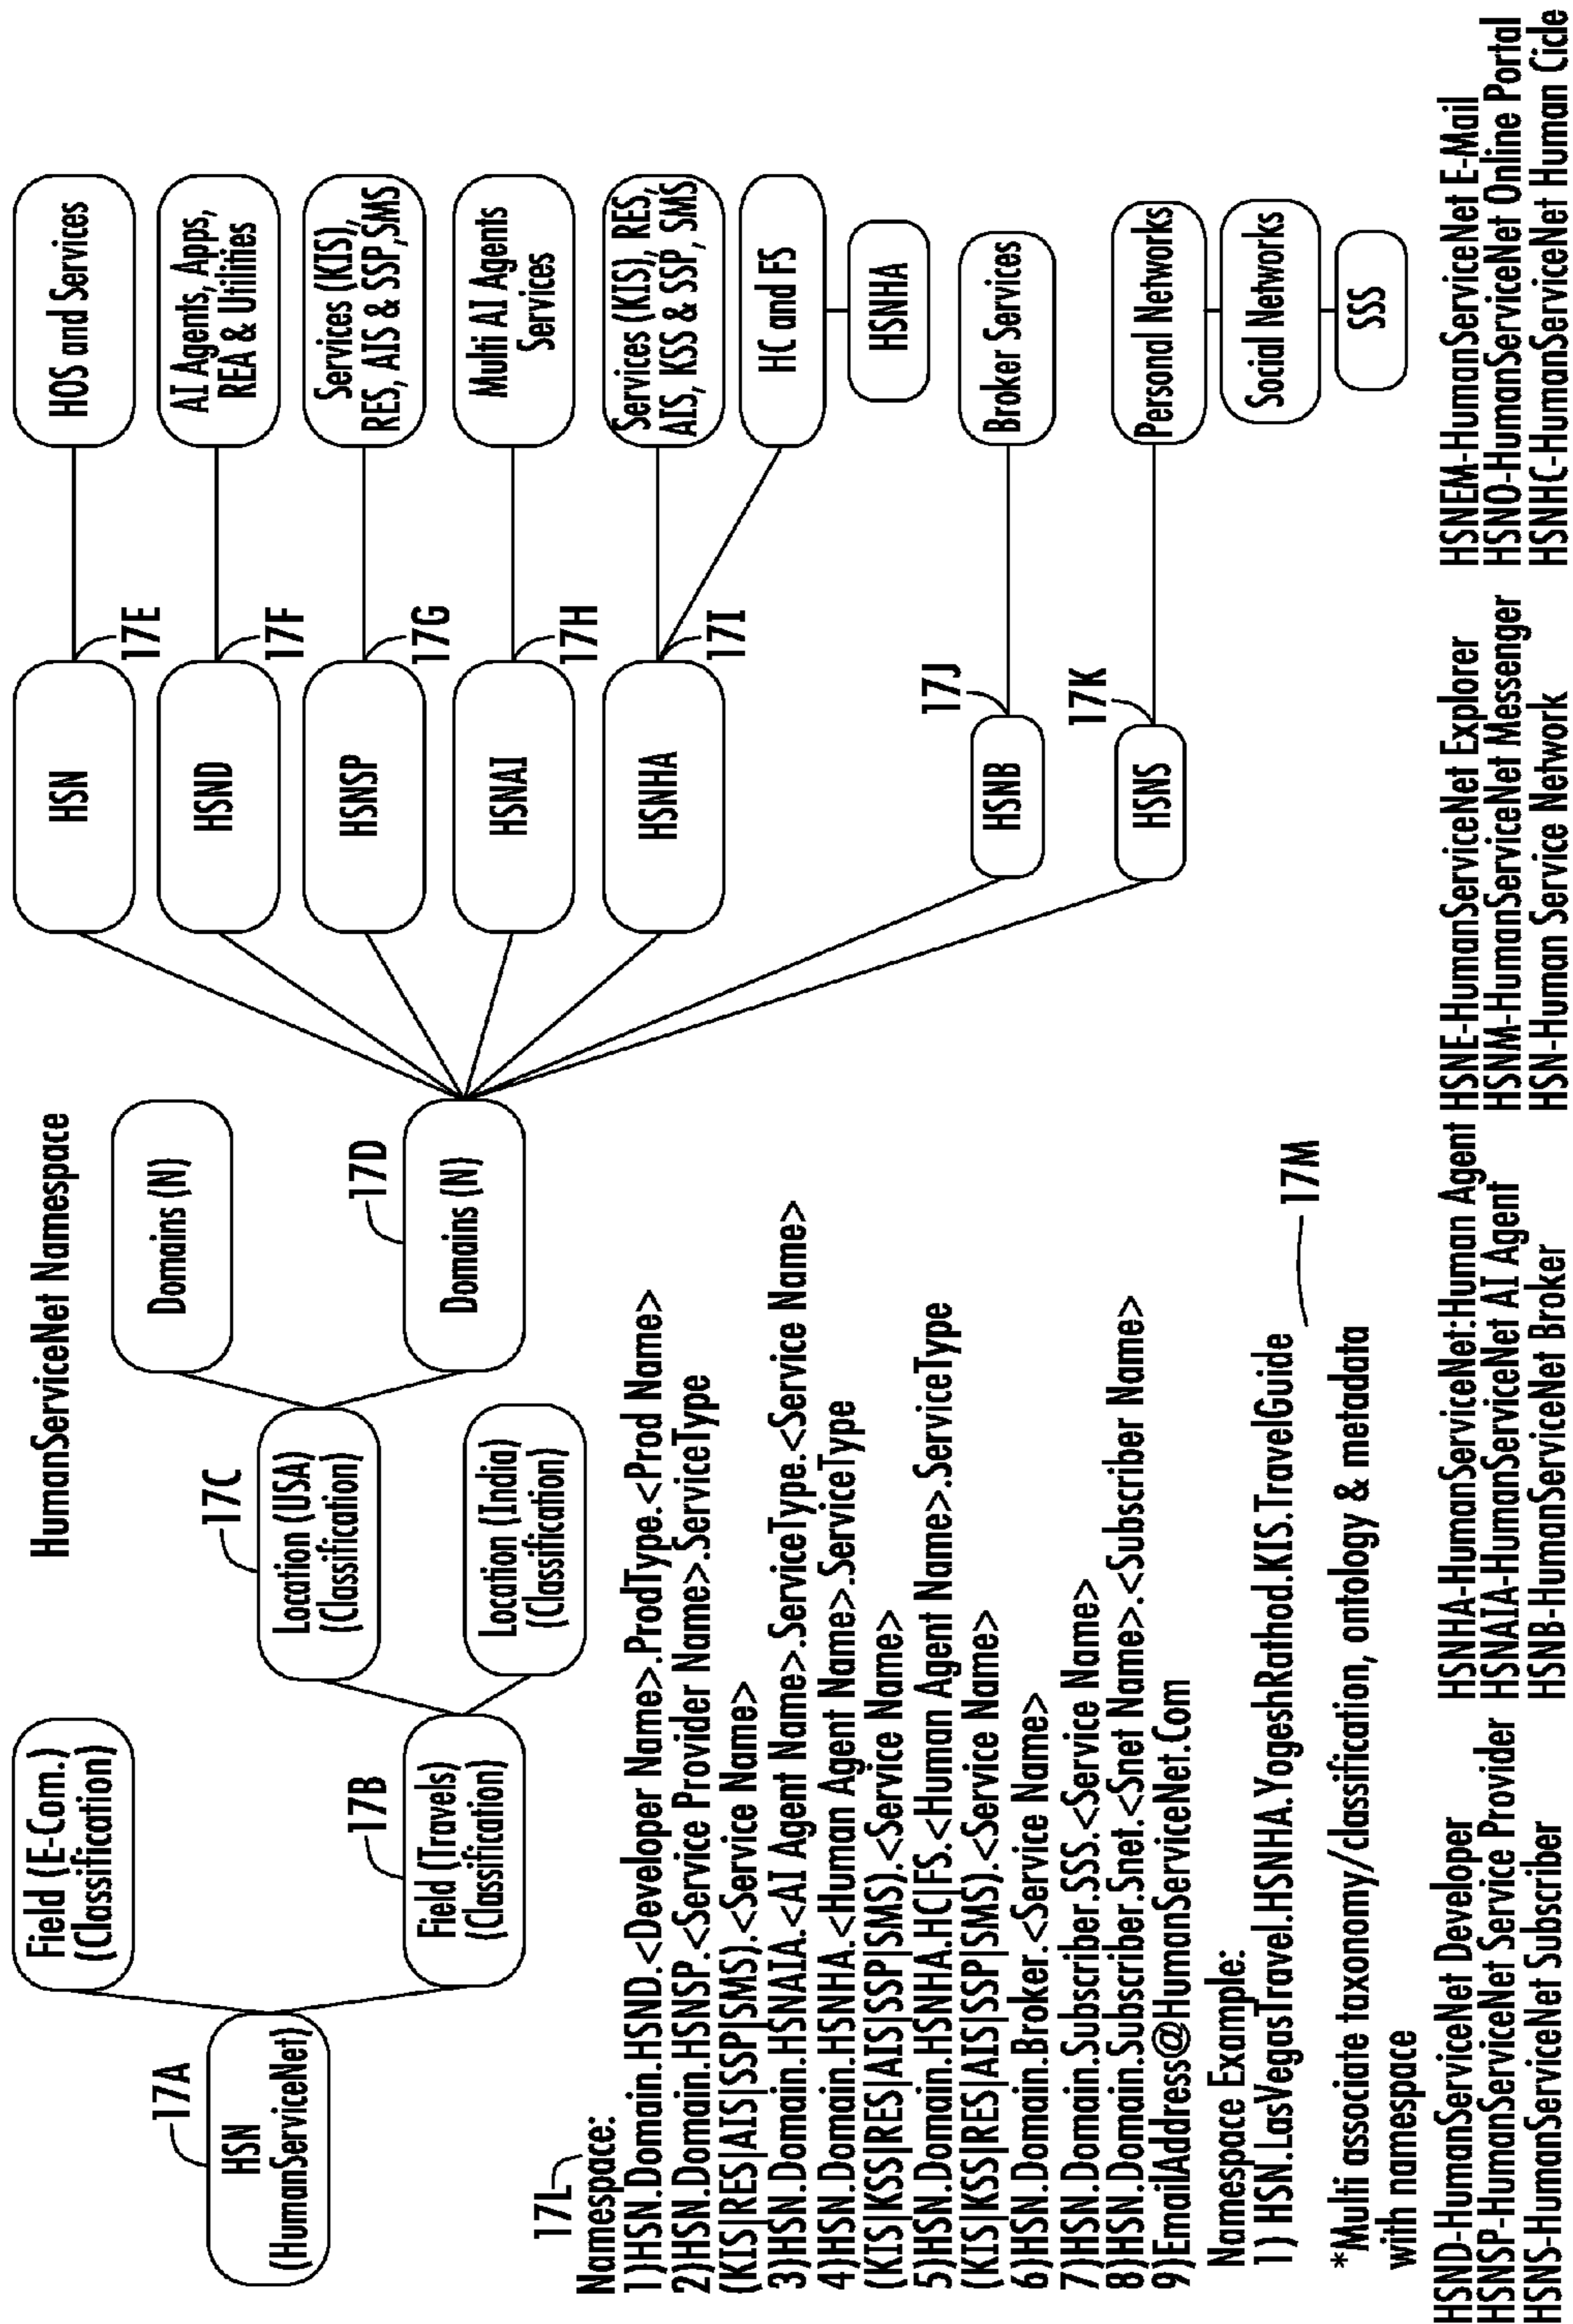 HumanServiceNet Namespace
17A
HSN
(HumanServiceNet)
Field (E-Com.)
(Classification)
17B
Field (Travels)
(Classification)
17C
Location (USA)
(Classification)
Location (India)
(Classification)
Domains (N)
17D
Domains (N)
HSN
17E
HOS and Services
HSND
17F
AI Agents, Apps,
REA & Utilities
HSNSP
17G
Services (KIS),
RES, AIS & SSP,SMS
HSNAI
17H
Multi AI Agents
Services
HSNHA
17I
Services (KIS), RES,
AIS, KSS & SSP, SMS
HC and FS
HSNHA
HSNB
17J
Broker Services
HSNS
17K
Personal Networks
Social Networks
SSS
17L
Namespace:
1)HSN.Domain.HSND.<Developer Name>.ProdType.<Prod Name>
2)HSN.Domain.HSNSP.<Service Provider Name>.ServiceType
(KIS|RES|AIS|SSP|SMS).<Service Name>
3)HSN.Domain.HSNAIA.<AI Agent Name>.ServiceType.<Service Name>
4)HSN.Domain.HSNHA.<Human Agent Name>.ServiceType
(KIS|KSS|RES|AIS|SSP|SMS).<Service Name>
5)HSN.Domain.HSNHA.HC|FS.<Human Agent Name>.ServiceType
(KIS|KSS|RES|AIS|SSP|SMS).<Service Name>
6)HSN.Domain.Broker.<Service Name>
7)HSN.Domain.Subscriber.SSS.<Service Name>
8)HSN.Domain.Subscriber.Snet.<Snet Name>.<Subscriber Name>
9)EmailAddress@HumanServiceNet.Com
Namespace Example:
1) HSN.LasVegasTravel.HSNHA.YogeshRathod.KIS.TravelGuide
17M
*Multi associate taxonomy/classification, ontology & metadata
with namespace
HSND-HumanServiceNet Developer
HSNSP-HumanServiceNet Service Provider
HSNS-HumanServiceNet Subscriber
HSNHA-HumanServiceNet:Human Agent
HSNAIA-HumanServiceNet AI Agent
HSNB-HumanServiceNet Broker
HSNE-HumanServiceNet Explorer
HSNM-HumanServiceNet Messenger
HSN-Human Service Network
HSNEM-HumanServiceNet E-Mail
HSNO-HumanServiceNet Online Portal
HSNHC-HumanServiceNet Human Cicle